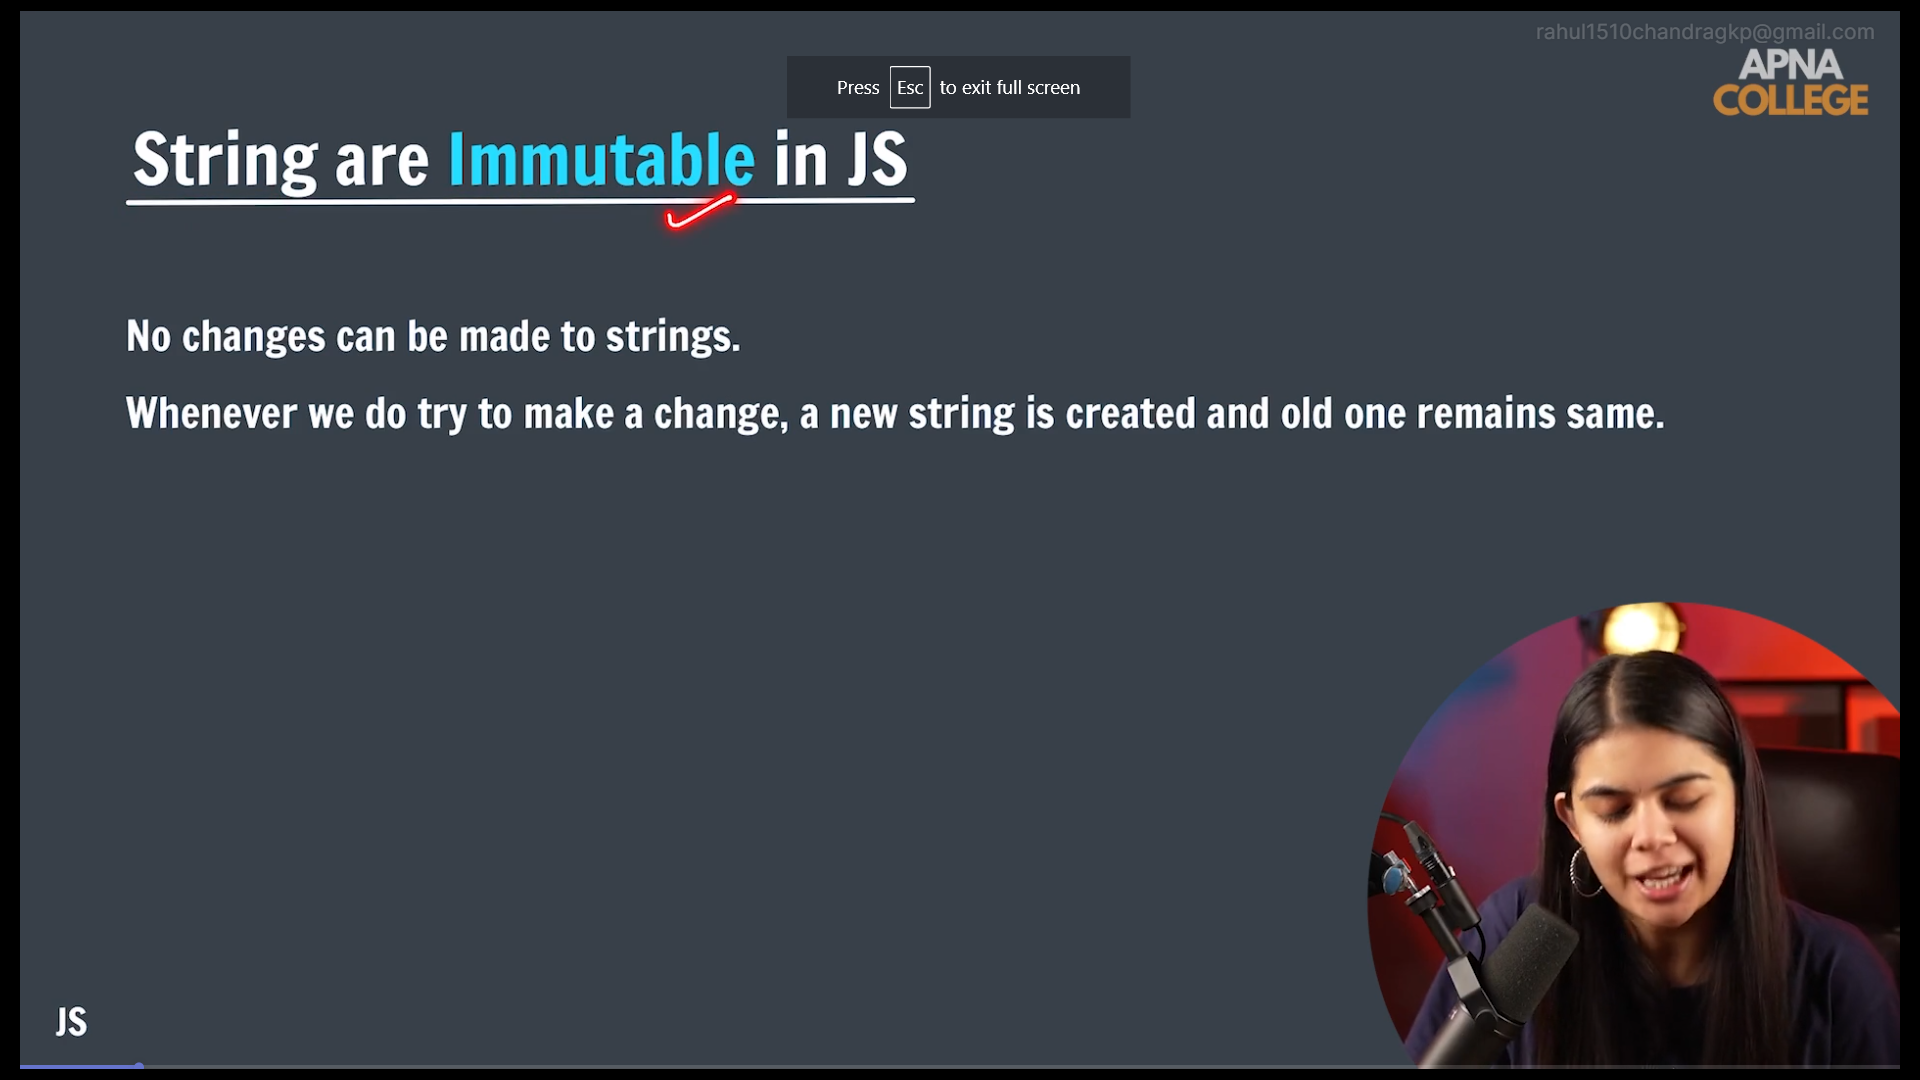 rahul1510chandragkp@gmail.com
APNA
COLLEGE
Press Esc to exit full screen
String are Immutable in JS
No changes can be made to strings.
Whenever we do try to make a change, a new string is created and old one remains same.
JS